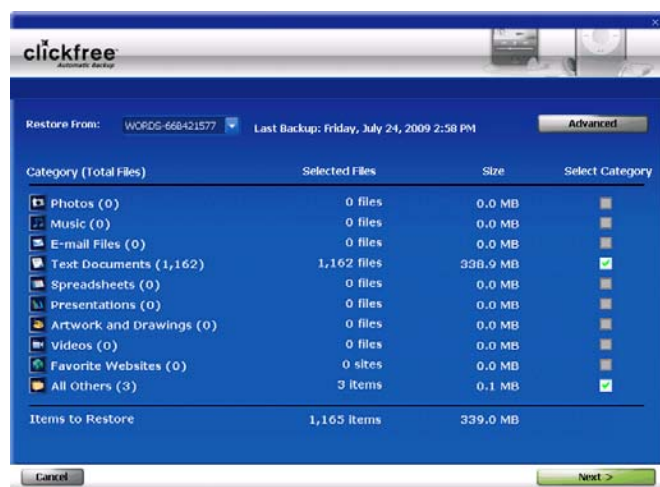 clickfree
Automatic Backup
Restore From: WORDS-668421577 Last Backup: Friday, July 24, 2009 2:58 PM Advanced
Category (Total Files) Selected Files Size Select Category
Photos (0) 0 files 0.0 MB
Music (0) 0 files 0.0 MB
E-mail Files (0) 0 files 0.0 MB
Text Documents (1,162) 1,162 files 338.9 MB
Spreadsheets (0) 0 files 0.0 MB
Presentations (0) 0 files 0.0 MB
Artwork and Drawings (0) 0 files 0.0 MB
Videos (0) 0 files 0.0 MB
Favorite Websites (0) 0 sites 0.0 MB
All Others (3) 3 items 0.1 MB
Items to Restore 1,165 items 339.0 MB
Cancel Next >